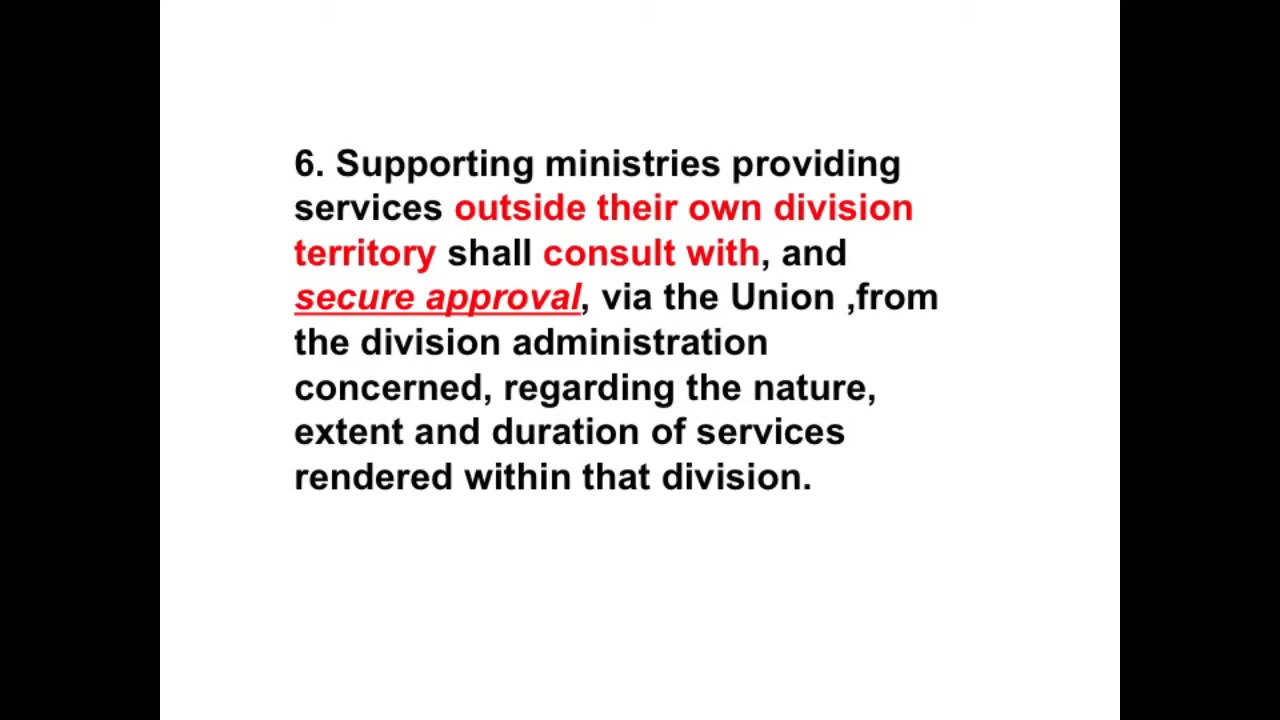 6. Supporting ministries providing
services outside their own division
territory shall consult with, and
secure approval, via the Union ,from
the division administration
concerned, regarding the nature,
extent and duration of services
rendered within that division.